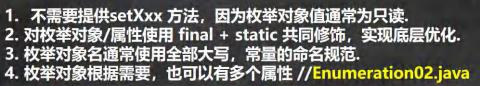 1. 不需要提供setXxx 方法，因为枚举对象值通常为只读.
2. 对枚举对象/属性使用 final + static 共同修饰，实现底层优化.
3. 枚举对象名通常使用全部大写，常量的命名规范.
4. 枚举对象根据需要，也可以有多个属性 //Enumeration02.java